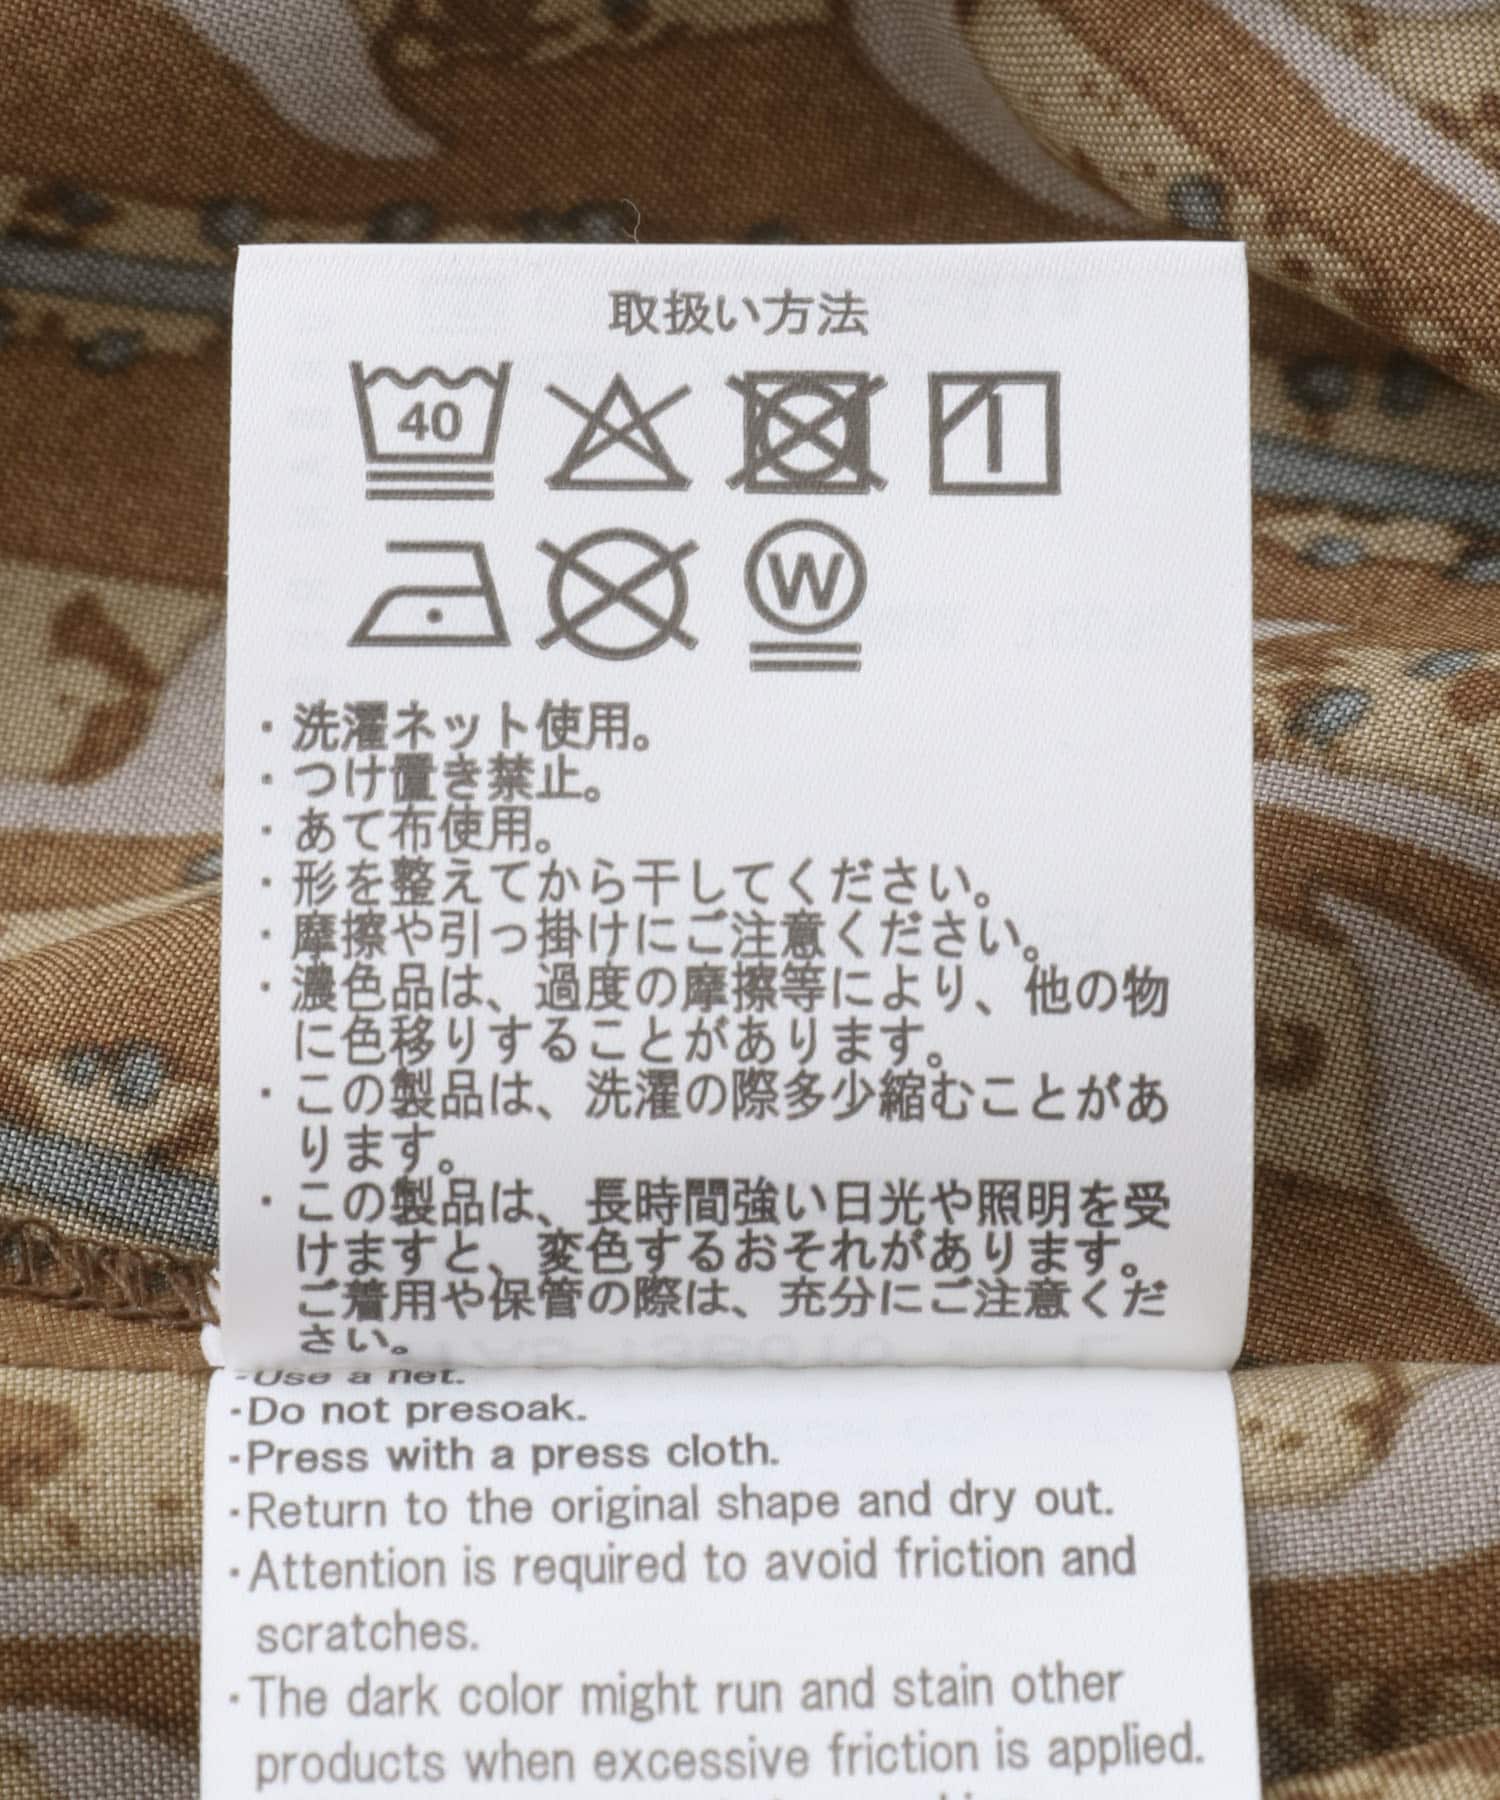 取扱い方法
40
W
・洗濯ネット使用。
・つけ置き禁止。
・あて布使用。
・形を整えてから干してください。
・摩擦や引っ掛けにご注意ください。
・濃色品は、過度の摩擦等により、他の物
に色移りすることがあります。
・この製品は、洗濯の際多少縮むことがあ
ります。
・この製品は、長時間強い日光や照明を受
けますと、変色するおそれがあります。
ご着用や保管の際は、充分にご注意くだ
さい。
-Use a net.
-Do not presoak.
-Press with a press cloth.
-Return to the original shape and dry out.
-Attention is required to avoid friction and
scratches.
-The dark color might run and stain other
products when excessive friction is applied.